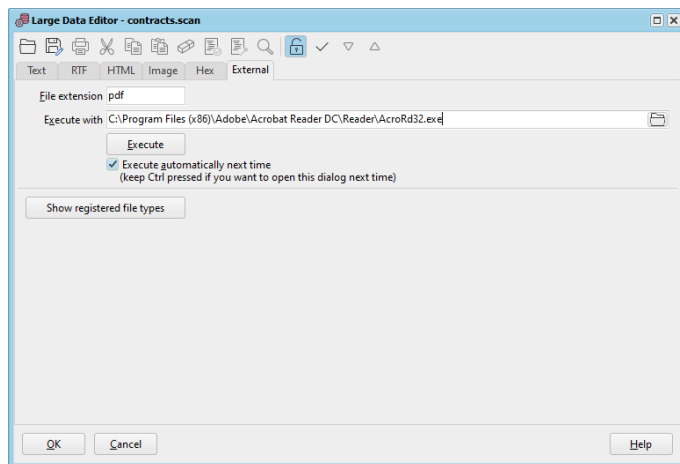 Large Data Editor - contracts.scan
Text RTF HTML Image Hex External
File extension pdf
Execute with C:\Program Files (x86)\Adobe\Acrobat Reader DC\Reader\AcroRd32.exe
Execute
Execute automatically next time
(keep Ctrl pressed if you want to open this dialog next time)
Show registered file types
OK Cancel Help